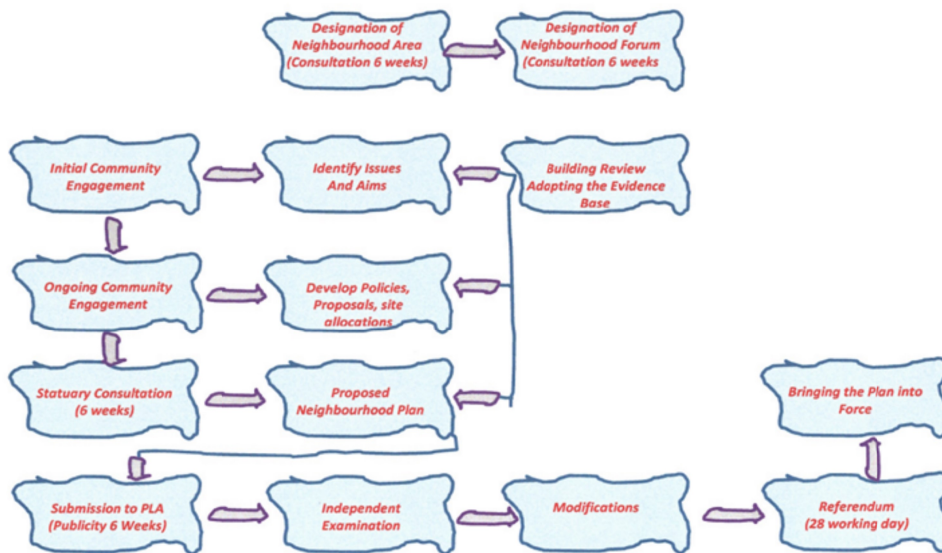 Designation of
Neighbourhood Area
(Consultation 6 weeks)
Designation of
Neighbourhood Forum
(Consultation 6 weeks
Initial Community
Engagement
Identify Issues
And Aims
Building Review
Adopting the Evidence
Base
Ongoing Community
Engagement
Develop Policies,
Proposals, site
allocations
Statuary Consultation
(6 weeks)
Proposed
Neighbourhood Plan
Bringing the Plan into
Force
Submission to PLA
(Publicity 6 Weeks)
Independent
Examination
Modifications
Referendum
(28 working day)